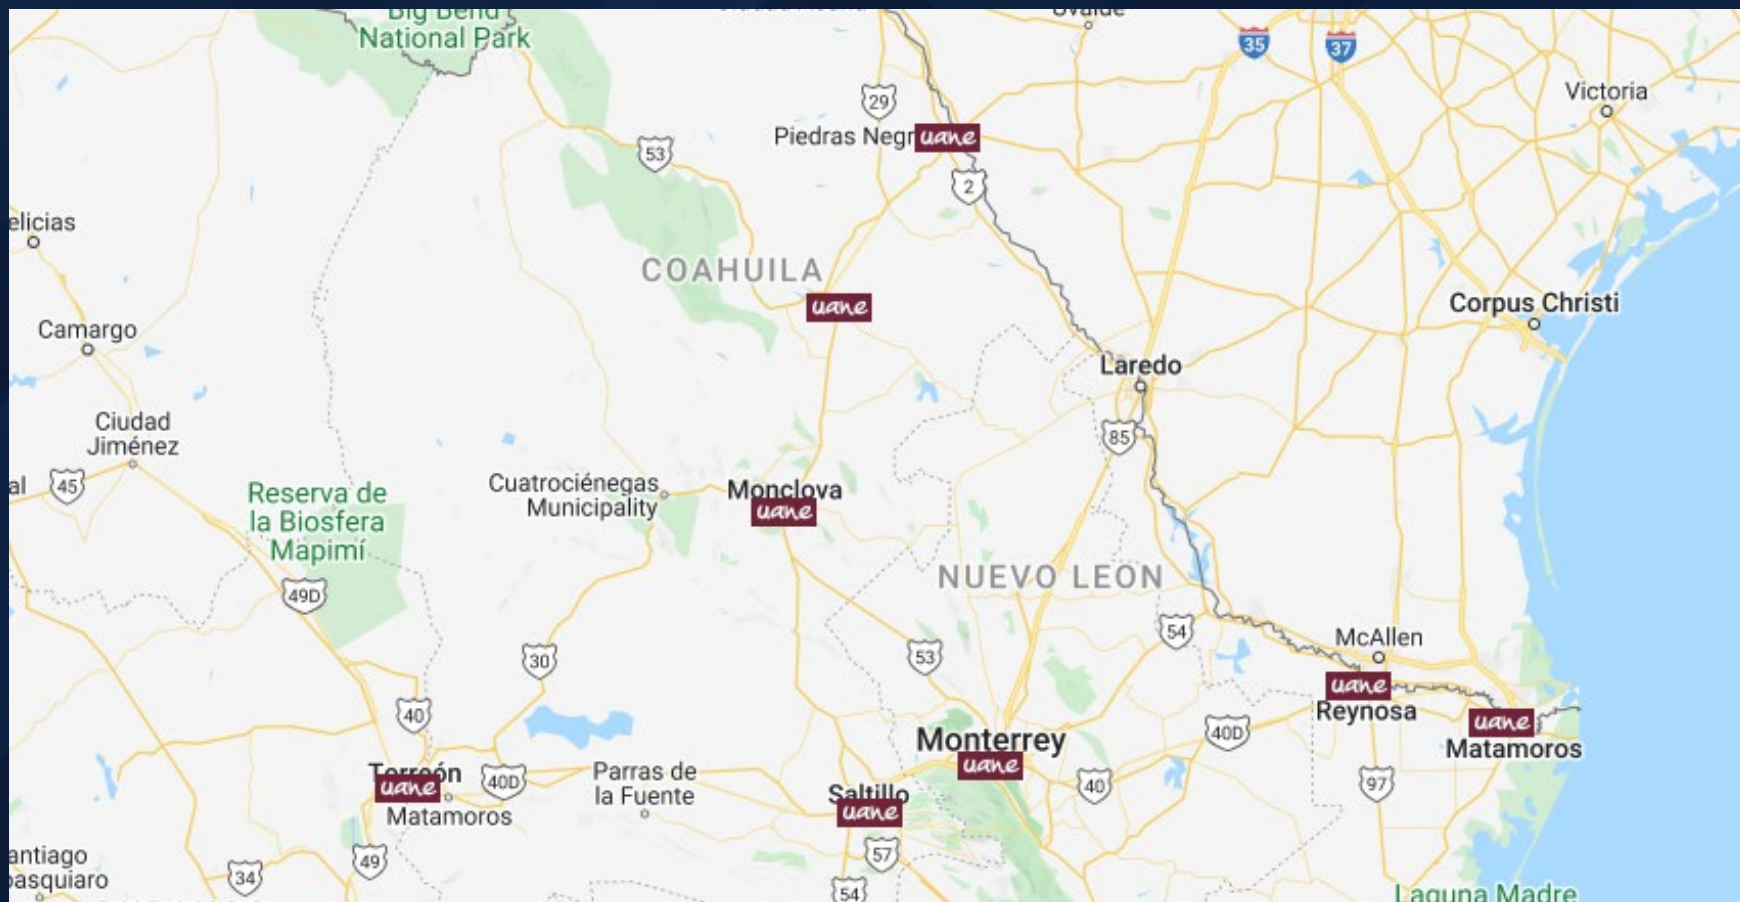 Big Bend
National Park
Uvalde
35
37
29
Victoria
Piedras Negr
uane
53
2
elicias
COAHUILA
uane
Corpus Christi
Camargo
Laredo
Ciudad
Jiménez
85
al
45
Cuatrociénegas
Municipality
Monclova
uane
Reserva de
la Biosfera
Mapimí
NUEVO LEON
49D
54
McAllen
30
53
uane
Reynosa
40
uane
Matamoros
Monterrey
uane
40D
Torreón
uane
Matamoros
40D
Parras de
la Fuente
Saltillo
uane
40
97
antiago
pasquiaro
34
49
57
54
Laguna Madre